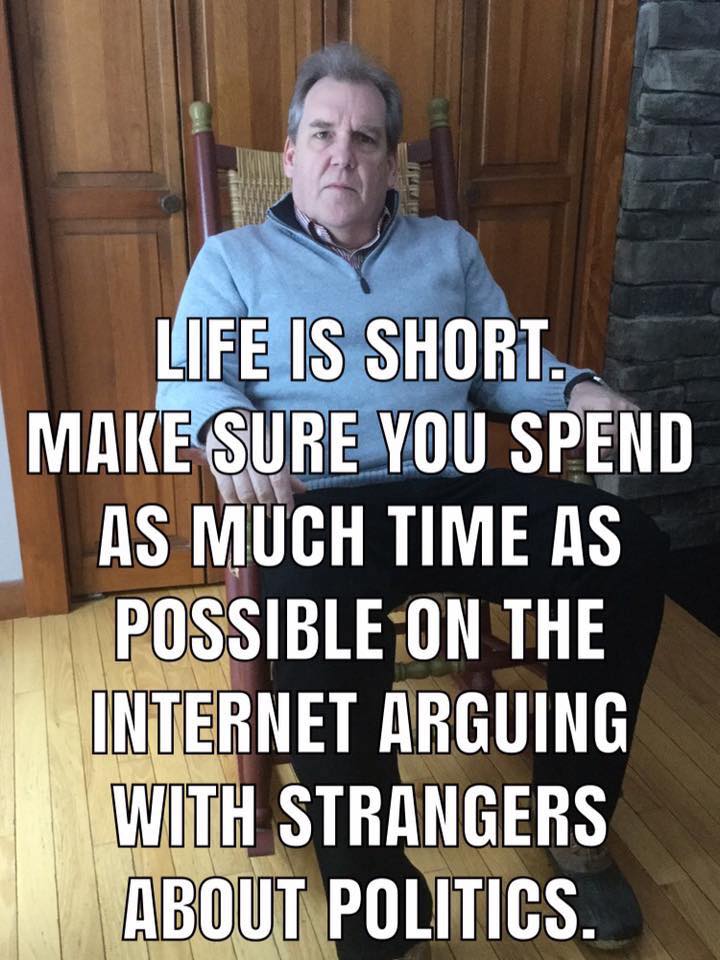 LIFE IS SHORT.
MAKE SURE YOU SPEND
AS MUCH TIME AS
POSSIBLE ON THE
INTERNET ARGUING
WITH STRANGERS
ABOUT POLITICS.